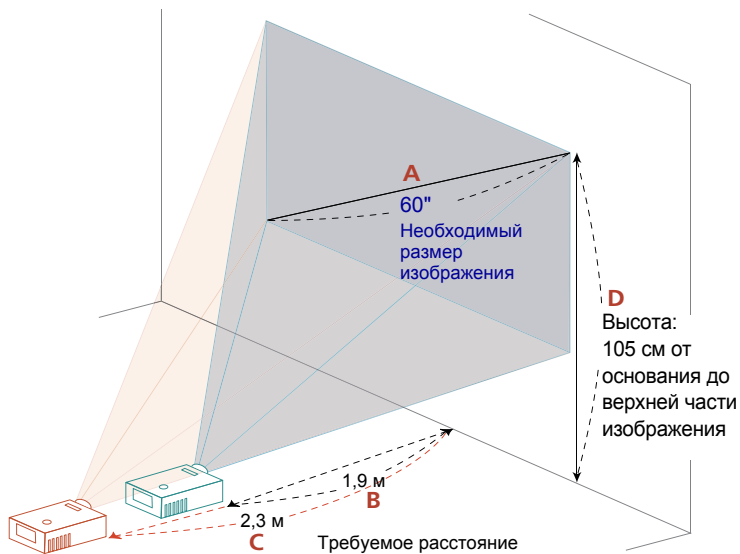 A
60"
Необходимый
размер
изображения
D
Высота:
105 см от
основания до
верхней части
изображения
1,9 м
B
2,3 м
C
Требуемое расстояние